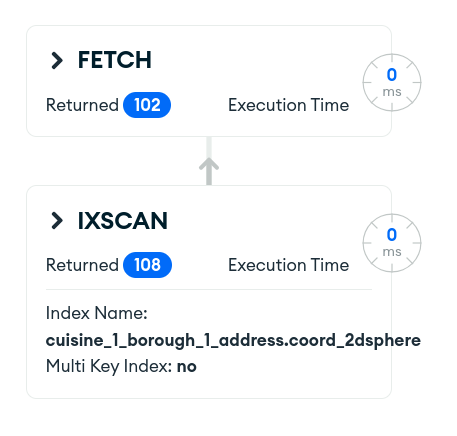 FETCH
Returned 102 Execution Time 0 ms
IXSCAN
Returned 108 Execution Time 0 ms
Index Name:
cuisine_1_borough_1_address.coord_2dsphere
Multi Key Index: no